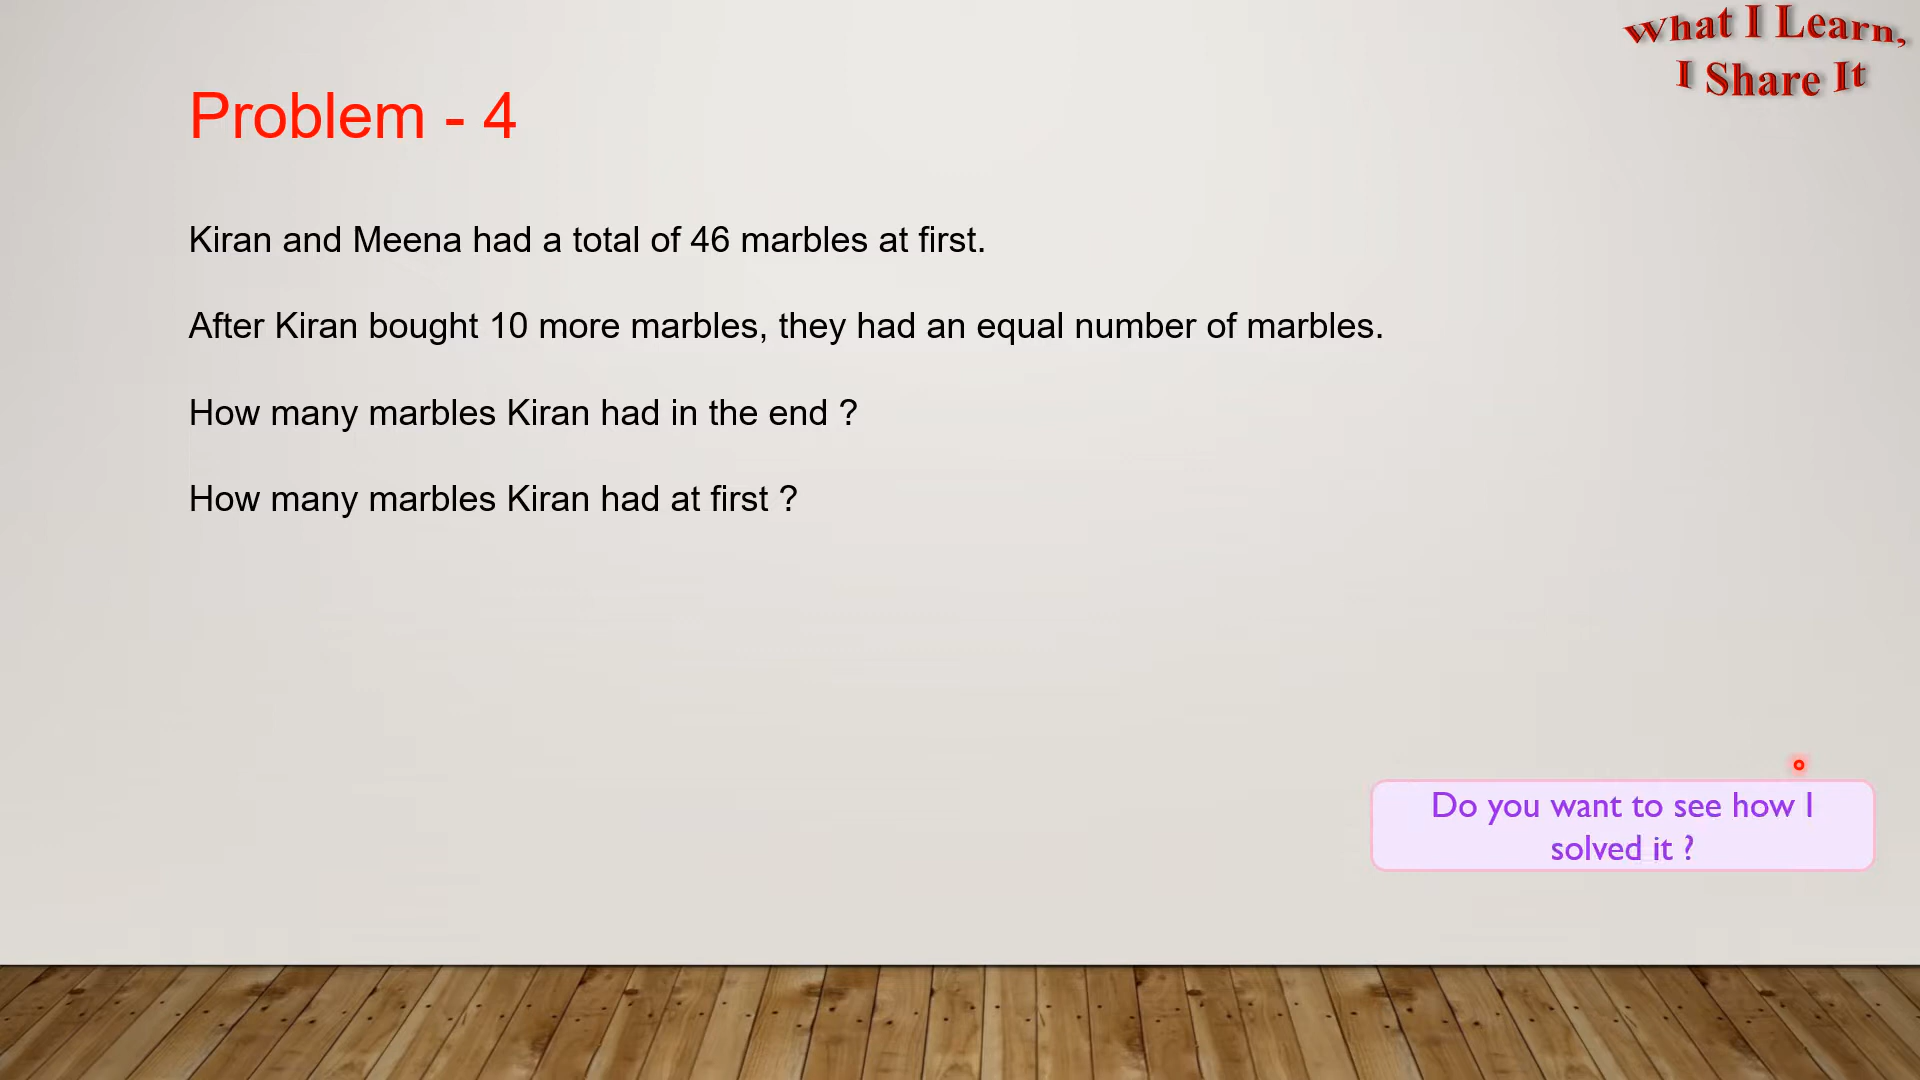 What I Learn,
I Share It
Problem - 4
Kiran and Meena had a total of 46 marbles at first.
After Kiran bought 10 more marbles, they had an equal number of marbles.
How many marbles Kiran had in the end ?
How many marbles Kiran had at first ?
Do you want to see how I
solved it ?